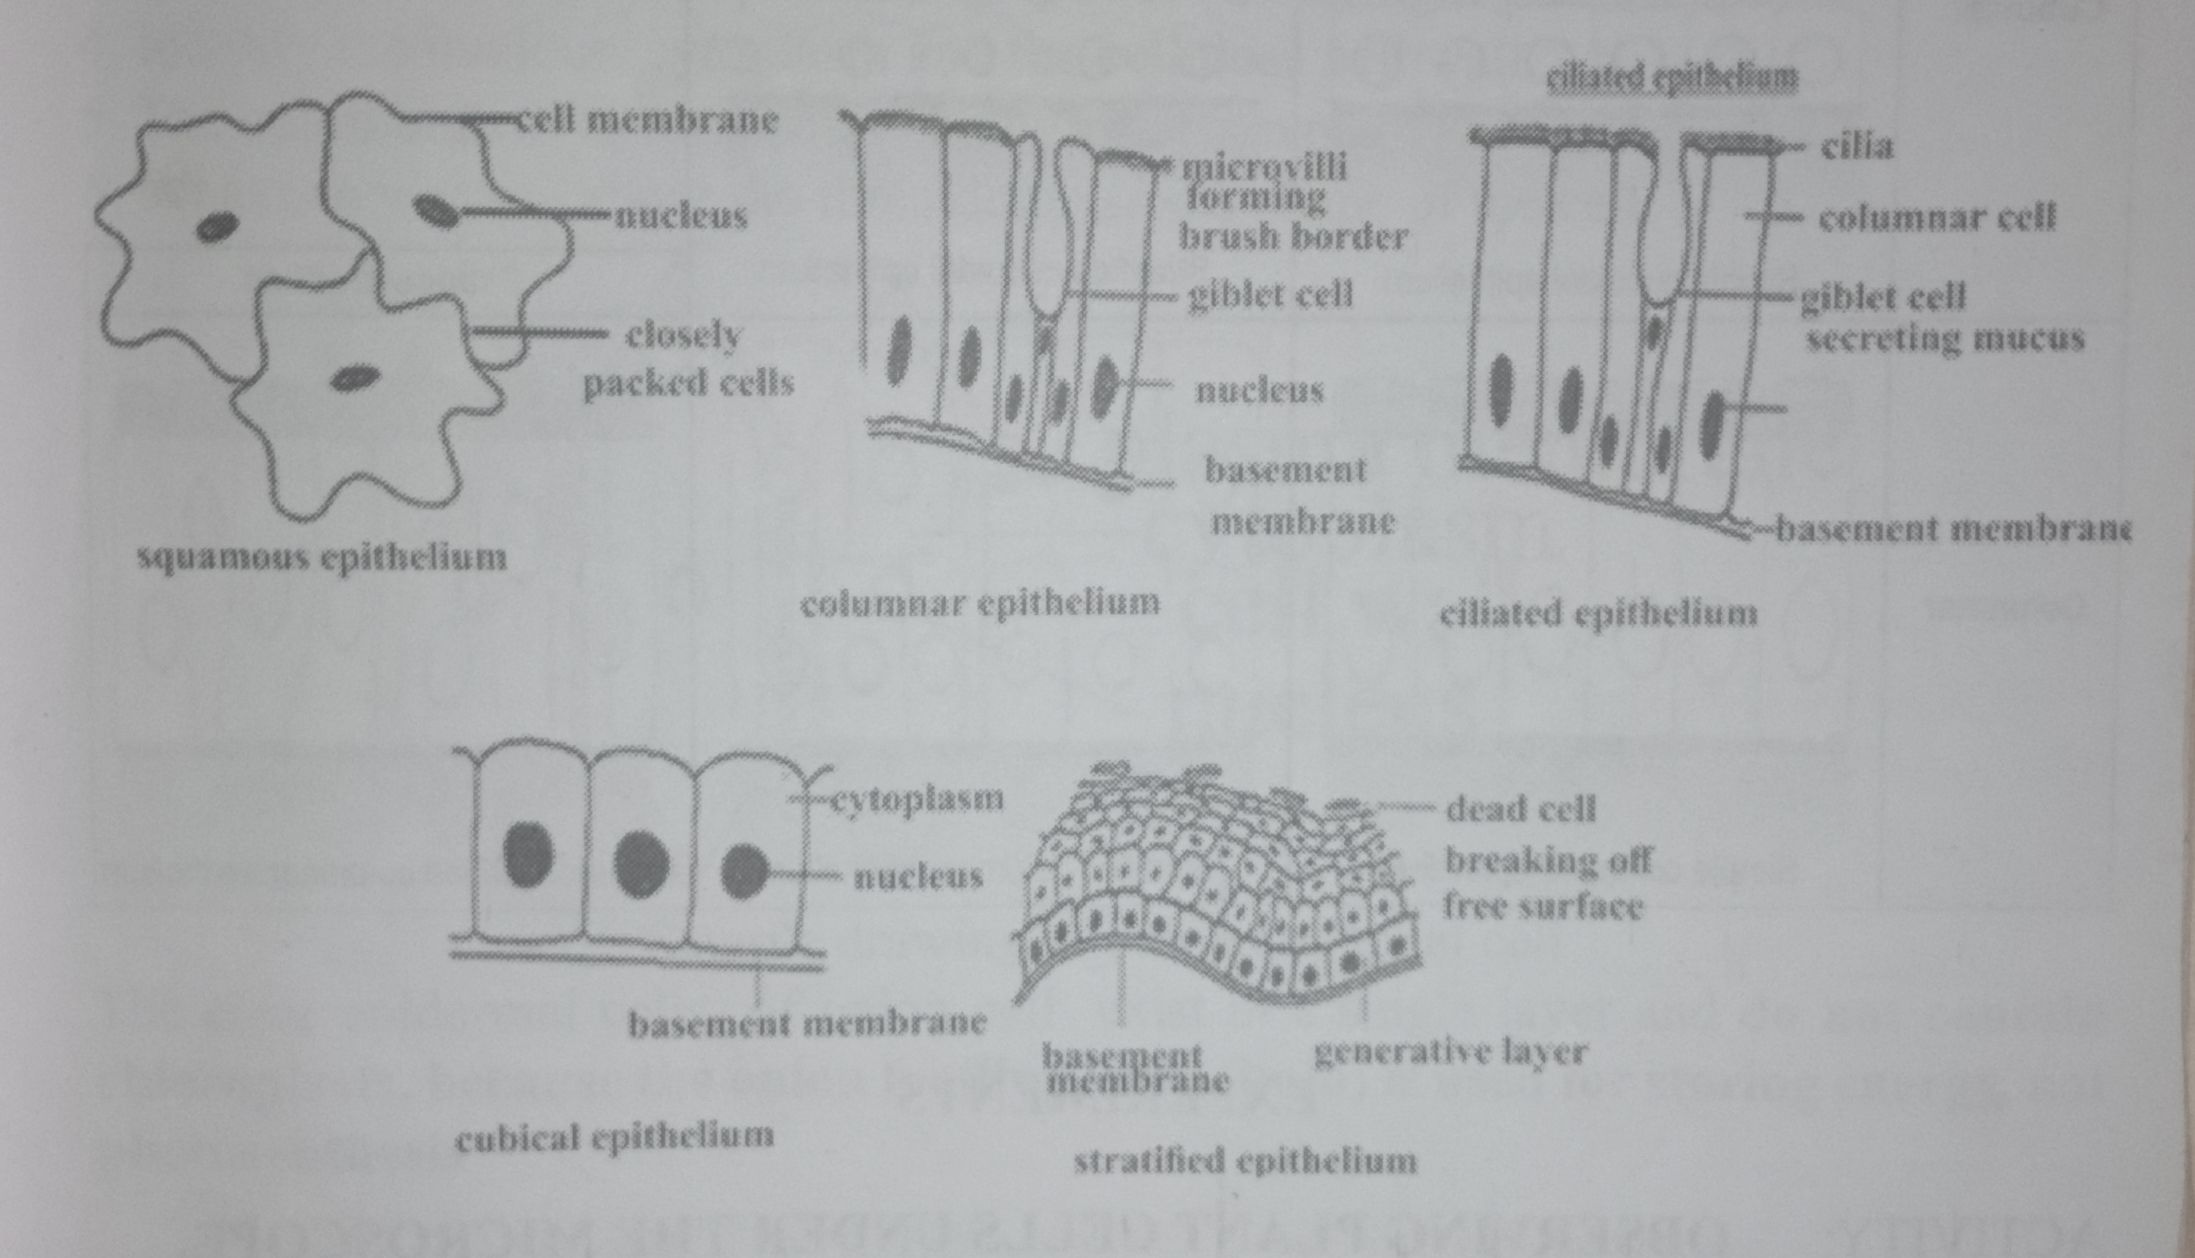 ciliated epithelium
cell membrane
nucleus
closely
packed cells
squamous epithelium
microvilli
forming
brush border
giblet cell
nucleus
basement
membrane
columnar epithelium
cilia
columnar cell
giblet cell
secreting mucus
basement membrane
ciliated epithelium
cytoplasm
nucleus
basement membrane
cubical epithelium
dead cell
breaking off
free surface
basement
membrane
generative layer
stratified epithelium